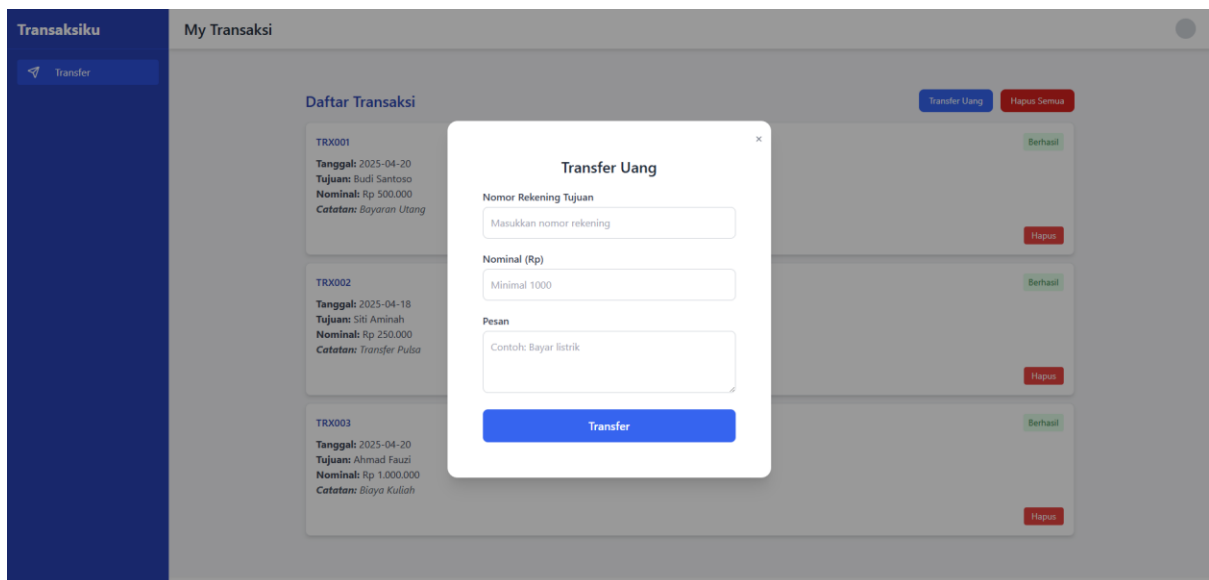 Transaksiku
My Transaksi
Transfer
Daftar Transaksi
Transfer Uang
Hapus Semua
TRX001
Berhasil
Tanggal: 2025-04-20
Tujuan: Budi Santoso
Nominal: Rp 500.000
Catatan: Bayaran Utang
Hapus
TRX002
Berhasil
Tanggal: 2025-04-18
Tujuan: Siti Aminah
Nominal: Rp 250.000
Catatan: Transfer Pulsa
Hapus
TRX003
Berhasil
Tanggal: 2025-04-20
Tujuan: Ahmad Fauzi
Nominal: Rp 1.000.000
Catatan: Biaya Kuliah
Hapus
×
Transfer Uang
Nomor Rekening Tujuan
Masukkan nomor rekening
Nominal (Rp)
Minimal 1000
Pesan
Contoh: Bayar listrik
Transfer